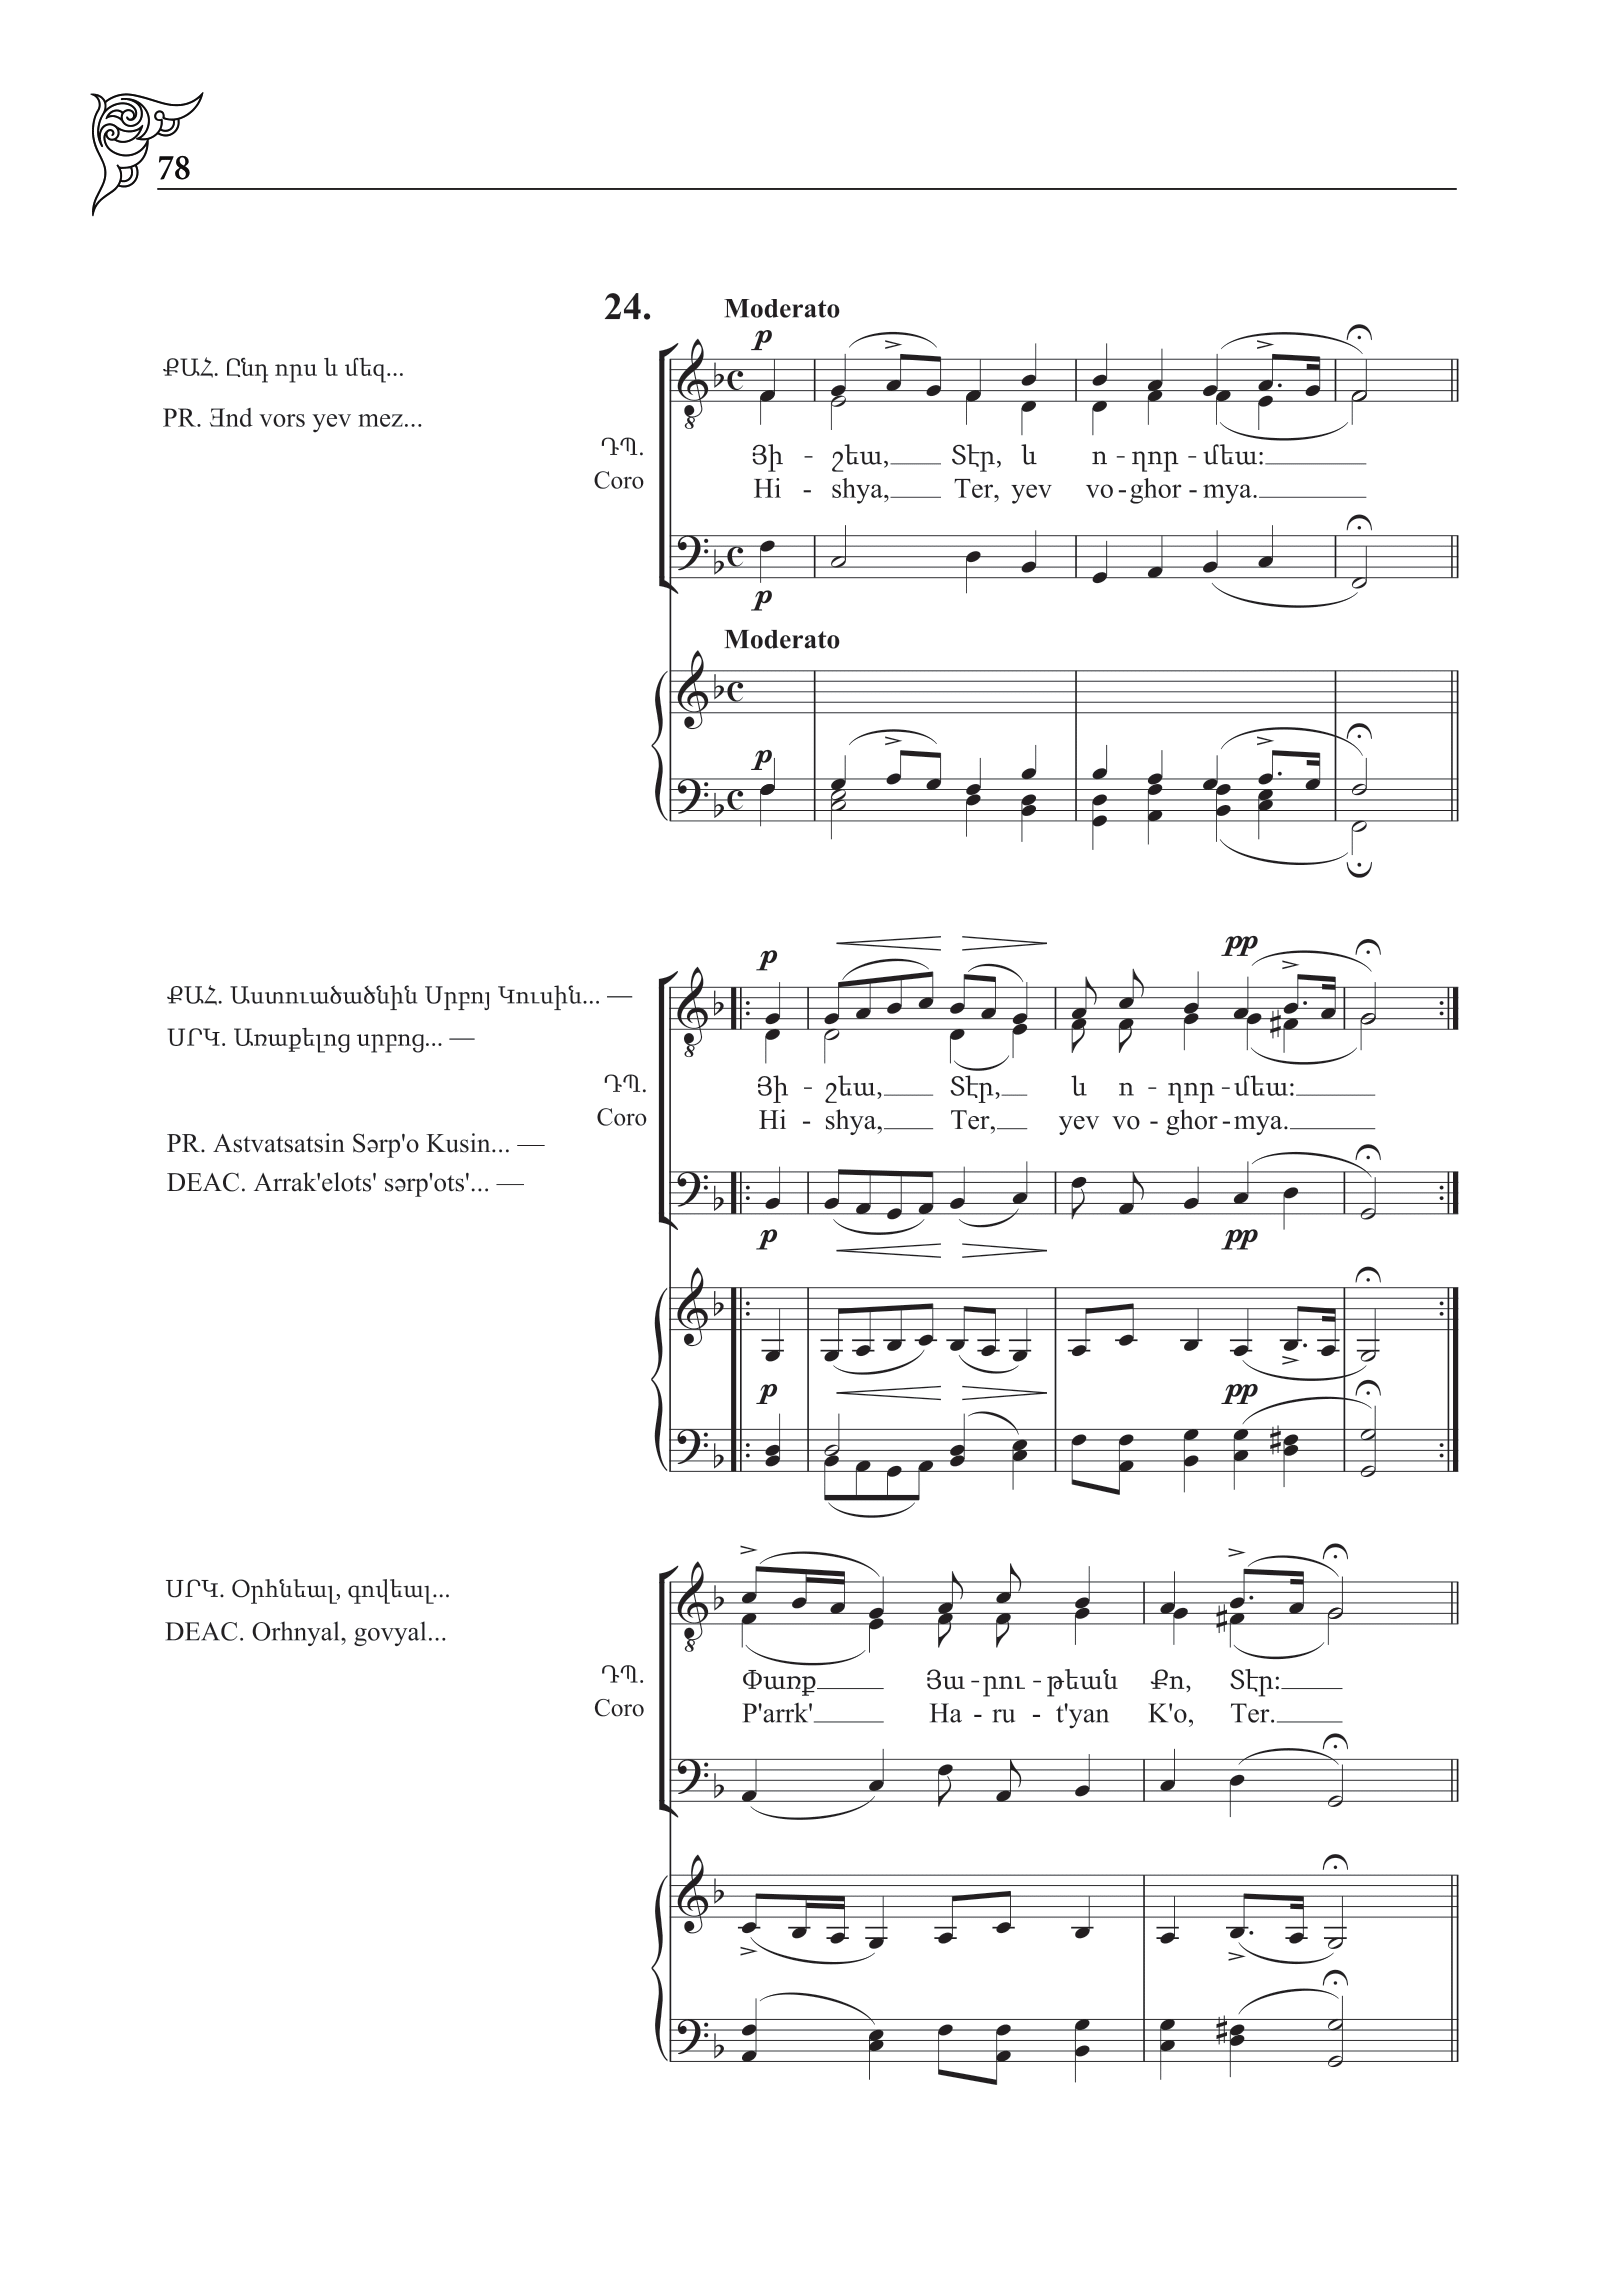 78
24. Moderato
p
ՔԱՀ. Ընդ որս և մեզ...
PR. Ǝnd vors yev mez...
ԴՊ. Յի - շեա, Տէր, և ո - ղոր - մեա:
Coro Hi - shya, Ter, yev vo - ghor - mya.
p
Moderato
p
p pp
ՔԱՀ. Աստուածածնին Սրբոյ Կուսին... —
ՍՐԿ. Առաքելոց սրբոց... —
ԴՊ. Յի - շեա, Տէր, և ո - ղոր - մեա:
Coro Hi - shya, Ter, yev vo - ghor - mya.
PR. Astvatsatsin Sərp'o Kusin... —
DEAC. Arrak'elots' sərp'ots'... —
p pp
p pp
ՍՐԿ. Օրհնեալ, գովեալ...
DEAC. Orhnyal, govyal...
ԴՊ. Փառք Յա - րու - թեան Քո, Տէր:
Coro P'arrk' Ha - ru - t'yan K'o, Ter.